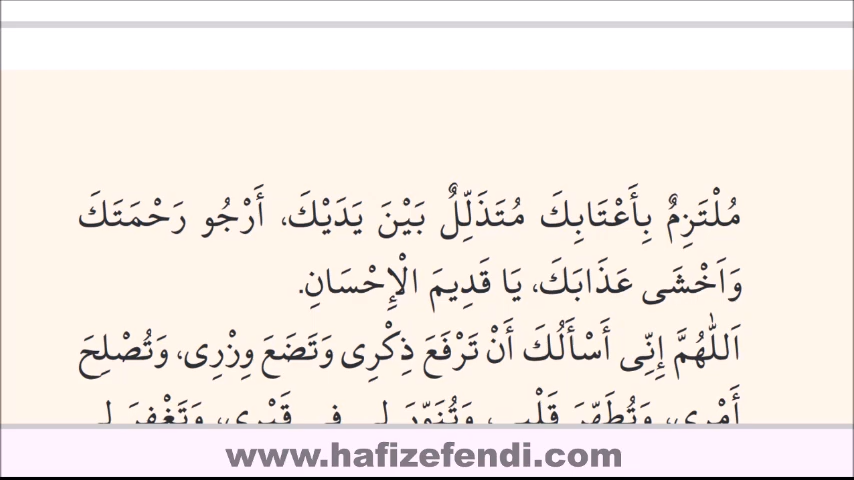 مُلْتَزِمٌ بِأَعْتَابِكَ مُتَذَلِّلٌ بَيْنَ يَدَيْكَ، أَرْجُو رَحْمَتَكَ
وَاَخْشَى عَذَابَكَ، يَا قَدِيمَ الْإِحْسَانِ.
اَللّٰهُمَّ إِنِّى أَسْأَلُكَ أَنْ تَرْفَعَ ذِكْرِى وَتَضَعَ وِزْرِى، وَتُصْلِحَ
أَمْرِى، وَتُطَهِّرَ قَلْبِى، وَتُنَوِّرَ لِى فِى قَبْرِى، وَتَغْفِرَ لِى
www.hafizefendi.com